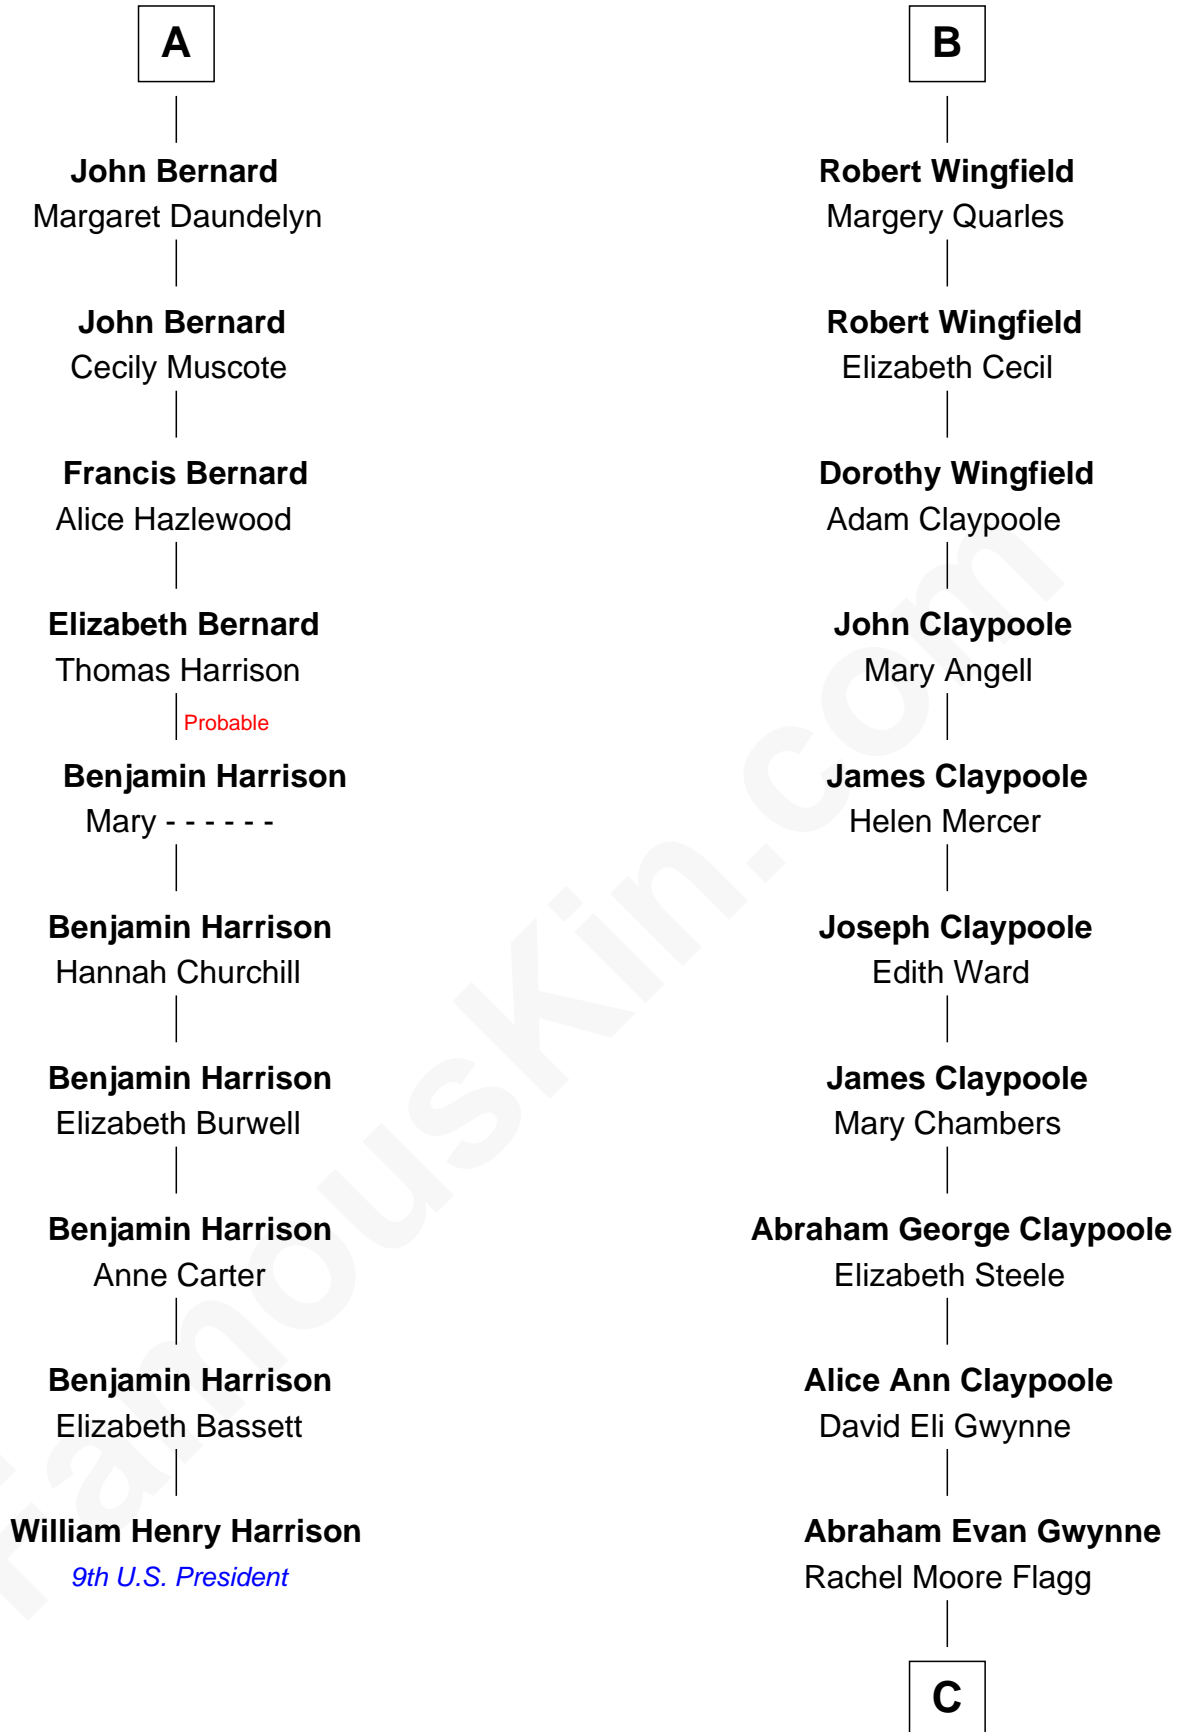 A
John Bernard
Margaret Daundelyn
John Bernard
Cecily Muscote
Francis Bernard
Alice Hazlewood
Elizabeth Bernard
Thomas Harrison
Probable
Benjamin Harrison
Mary - - - - - -
Benjamin Harrison
Hannah Churchill
Benjamin Harrison
Elizabeth Burwell
Benjamin Harrison
Anne Carter
Benjamin Harrison
Elizabeth Bassett
William Henry Harrison
9th U.S. President
B
Robert Wingfield
Margery Quarles
Robert Wingfield
Elizabeth Cecil
Dorothy Wingfield
Adam Claypoole
John Claypoole
Mary Angell
James Claypoole
Helen Mercer
Joseph Claypoole
Edith Ward
James Claypoole
Mary Chambers
Abraham George Claypoole
Elizabeth Steele
Alice Ann Claypoole
David Eli Gwynne
Abraham Evan Gwynne
Rachel Moore Flagg
C
FamousKin.com